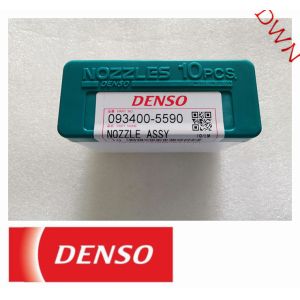 DWN
NOZZLES 10PCS.
DENSO
DENSO
093400-5590
NOZZLE ASSY
DENSO